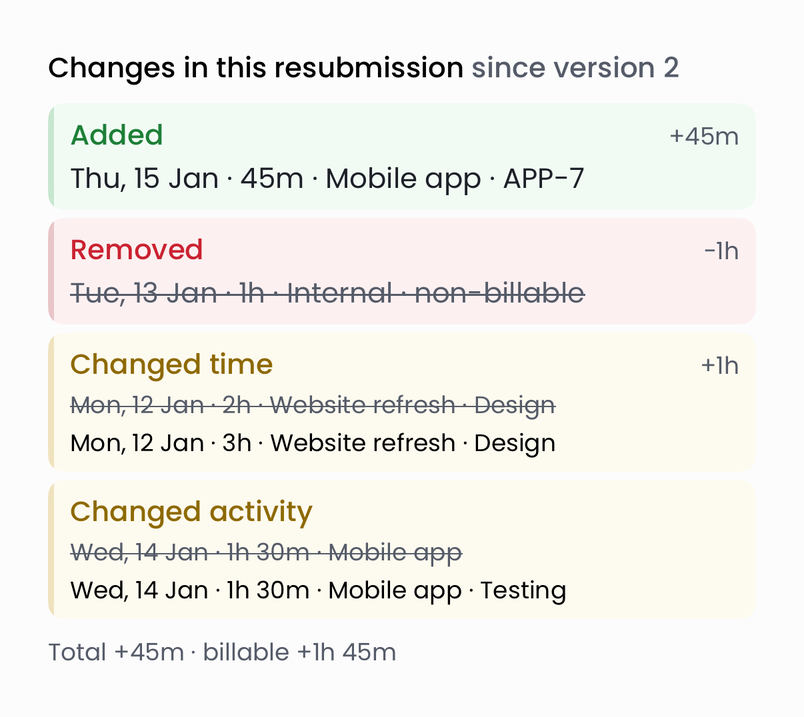 Changes in this resubmission since version 2
Added +45m
Thu, 15 Jan · 45m · Mobile app · APP-7
Removed -1h
Tue, 13 Jan · 1h · Internal · non-billable
Changed time +1h
Mon, 12 Jan · 2h · Website refresh · Design
Mon, 12 Jan · 3h · Website refresh · Design
Changed activity
Wed, 14 Jan · 1h 30m · Mobile app
Wed, 14 Jan · 1h 30m · Mobile app · Testing
Total +45m · billable +1h 45m